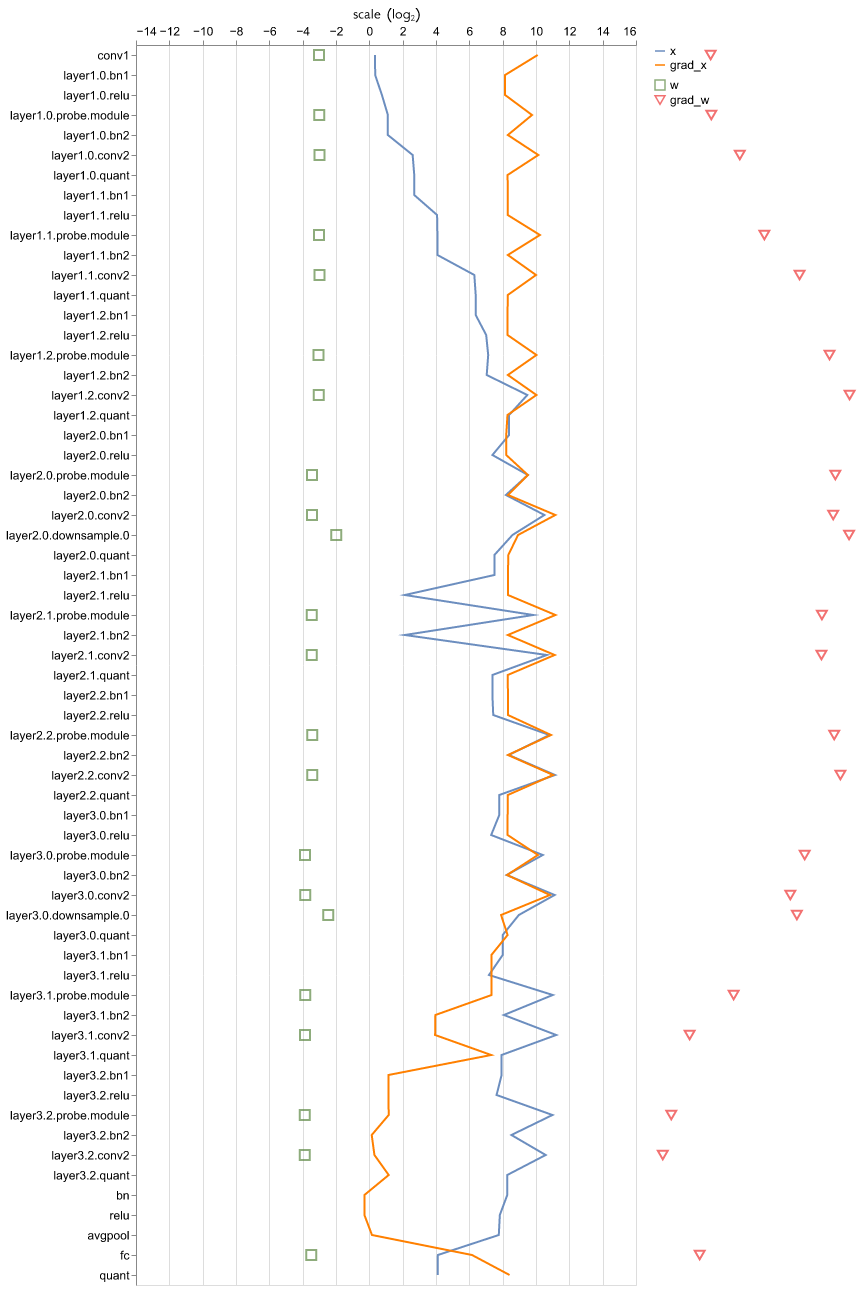 scale (log₂)
−14 −12 −10 −8 −6 −4 −2 0 2 4 6 8 10 12 14 16
x
grad_x
w
grad_w
conv1
layer1.0.bn1
layer1.0.relu
layer1.0.probe.module
layer1.0.bn2
layer1.0.conv2
layer1.0.quant
layer1.1.bn1
layer1.1.relu
layer1.1.probe.module
layer1.1.bn2
layer1.1.conv2
layer1.1.quant
layer1.2.bn1
layer1.2.relu
layer1.2.probe.module
layer1.2.bn2
layer1.2.conv2
layer1.2.quant
layer2.0.bn1
layer2.0.relu
layer2.0.probe.module
layer2.0.bn2
layer2.0.conv2
layer2.0.downsample.0
layer2.0.quant
layer2.1.bn1
layer2.1.relu
layer2.1.probe.module
layer2.1.bn2
layer2.1.conv2
layer2.1.quant
layer2.2.bn1
layer2.2.relu
layer2.2.probe.module
layer2.2.bn2
layer2.2.conv2
layer2.2.quant
layer3.0.bn1
layer3.0.relu
layer3.0.probe.module
layer3.0.bn2
layer3.0.conv2
layer3.0.downsample.0
layer3.0.quant
layer3.1.bn1
layer3.1.relu
layer3.1.probe.module
layer3.1.bn2
layer3.1.conv2
layer3.1.quant
layer3.2.bn1
layer3.2.relu
layer3.2.probe.module
layer3.2.bn2
layer3.2.conv2
layer3.2.quant
bn
relu
avgpool
fc
quant